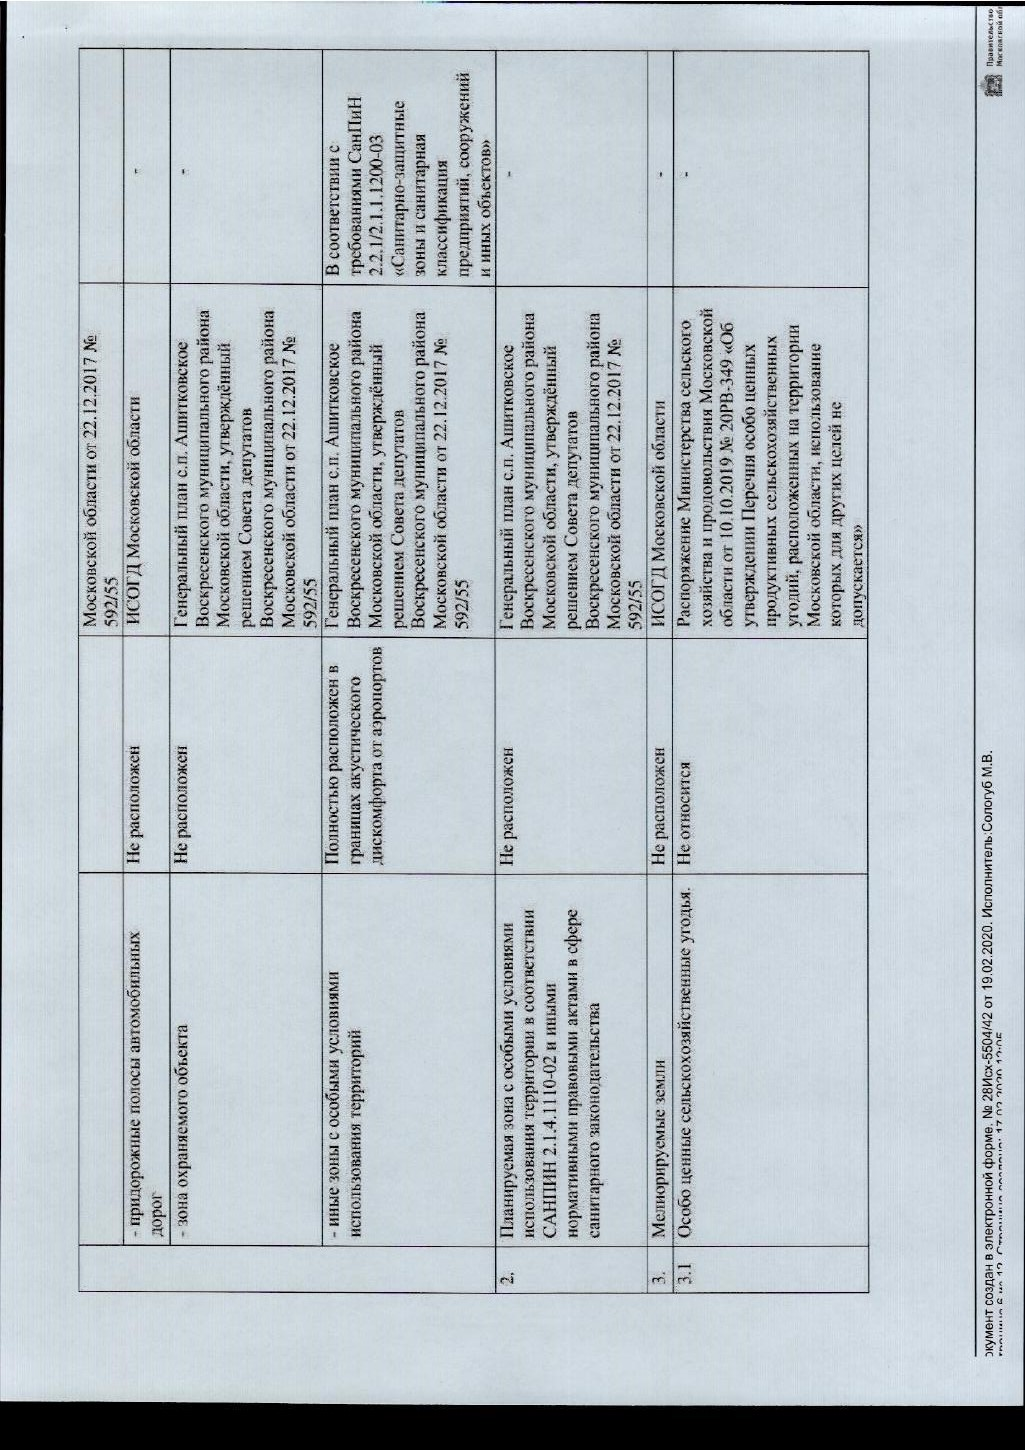 Московской области от 22.12.2017 №
592/55
- придорожные полосы автомобильных
дорог
Не расположен
ИСОГД Московской области
-
- зона охраняемого объекта
Не расположен
Генеральный план с.п. Ашитковское
Воскресенского муниципального района
Московской области, утверждённый
решением Совета депутатов
Воскресенского муниципального района
Московской области от 22.12.2017 №
592/55
-
- иные зоны с особыми условиями
использования территорий
Полностью расположен в
границах акустического
дискомфорта от аэропортов
Генеральный план с.п. Ашитковское
Воскресенского муниципального района
Московской области, утверждённый
решением Совета депутатов
Воскресенского муниципального района
Московской области от 22.12.2017 №
592/55
В соответствии с
требованиями СанПиН
2.2.1/2.1.1.1200-03
«Санитарно-защитные
зоны и санитарная
классификация
предприятий, сооружений
и иных объектов»
2.
Планируемая зона с особыми условиями
использования территории в соответствии
САНПИН 2.1.4.1110-02 и иными
нормативными правовыми актами в сфере
санитарного законодательства
Не расположен
Генеральный план с.п. Ашитковское
Воскресенского муниципального района
Московской области, утверждённый
решением Совета депутатов
Воскресенского муниципального района
Московской области от 22.12.2017 №
592/55
-
3.
Мелиорируемые земли
Не расположен
ИСОГД Московской области
-
3.1
Особо ценные сельскохозяйственные угодья.
Не относится
Распоряжение Министерства сельского
хозяйства и продовольствия Московской
области от 10.10.2019 № 20РВ-349 «Об
утверждении Перечня особо ценных
продуктивных сельскохозяйственных
угодий, расположенных на территории
Московской области, использование
которых для других целей не
допускается»
-
окумент создан в электронной форме. № 28Исх-5504/42 от 19.02.2020. Исполнитель:Сологуб М.В.
Правительство
Московской обл